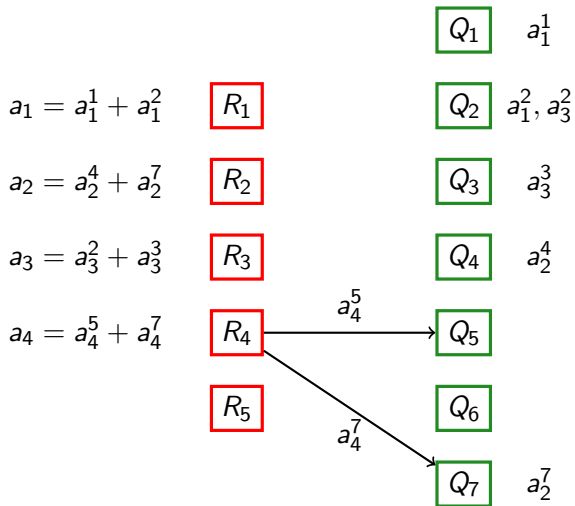 Q₁ a₁¹
a₁ = a₁¹ + a₁² R₁ Q₂ a₁², a₃²
a₂ = a₂⁴ + a₂⁷ R₂ Q₃ a₃³
a₃ = a₃² + a₃³ R₃ Q₄ a₂⁴
a₄⁵
a₄ = a₄⁵ + a₄⁷ R₄ Q₅
R₅ Q₆
a₄⁷
Q₇ a₂⁷